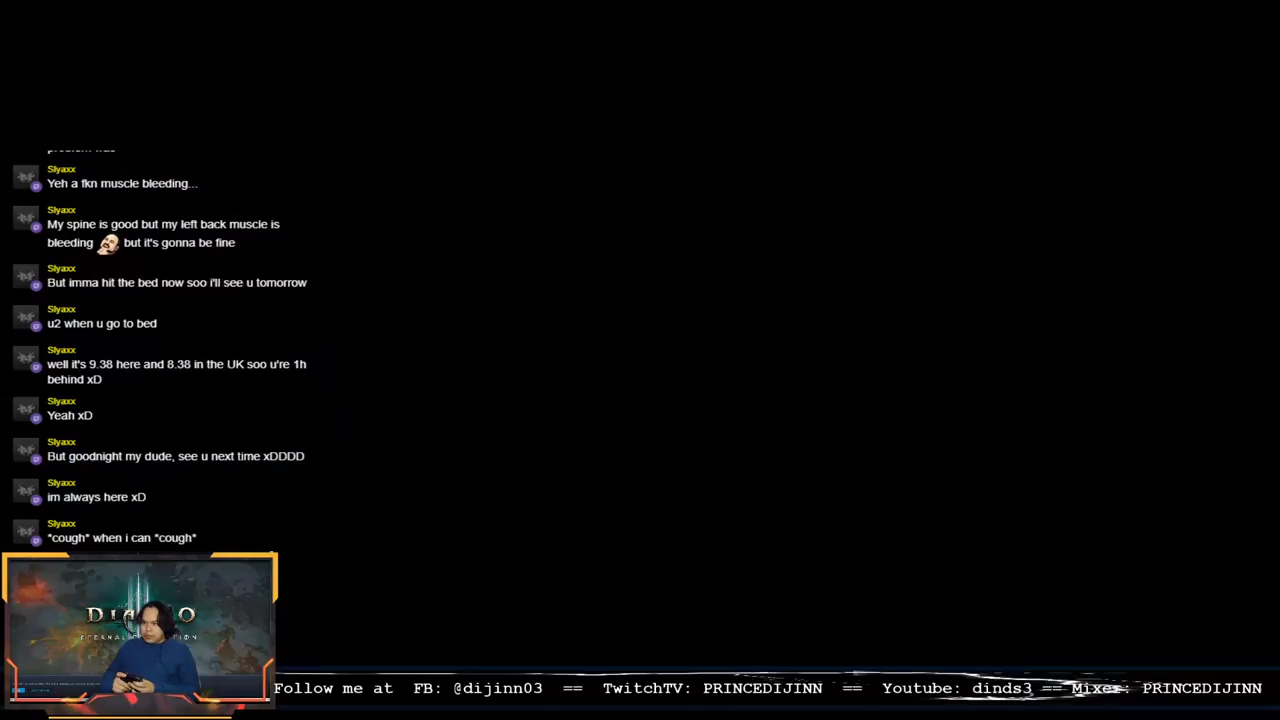 Slyaxx
Yeh a fkn muscle bleeding...
Slyaxx
My spine is good but my left back muscle is
bleeding but it's gonna be fine
Slyaxx
But imma hit the bed now soo i'll see u tomorrow
Slyaxx
u2 when u go to bed
Slyaxx
well it's 9.38 here and 8.38 in the UK soo u're 1h
behind xD
Slyaxx
Yeah xD
Slyaxx
But goodnight my dude, see u next time xDDDD
Slyaxx
im always here xD
Slyaxx
*cough* when i can *cough*
Follow me at FB: @dijinn03 == TwitchTV: PRINCEDIJINN == Youtube: dinds3 == Mixer: PRINCEDIJINN